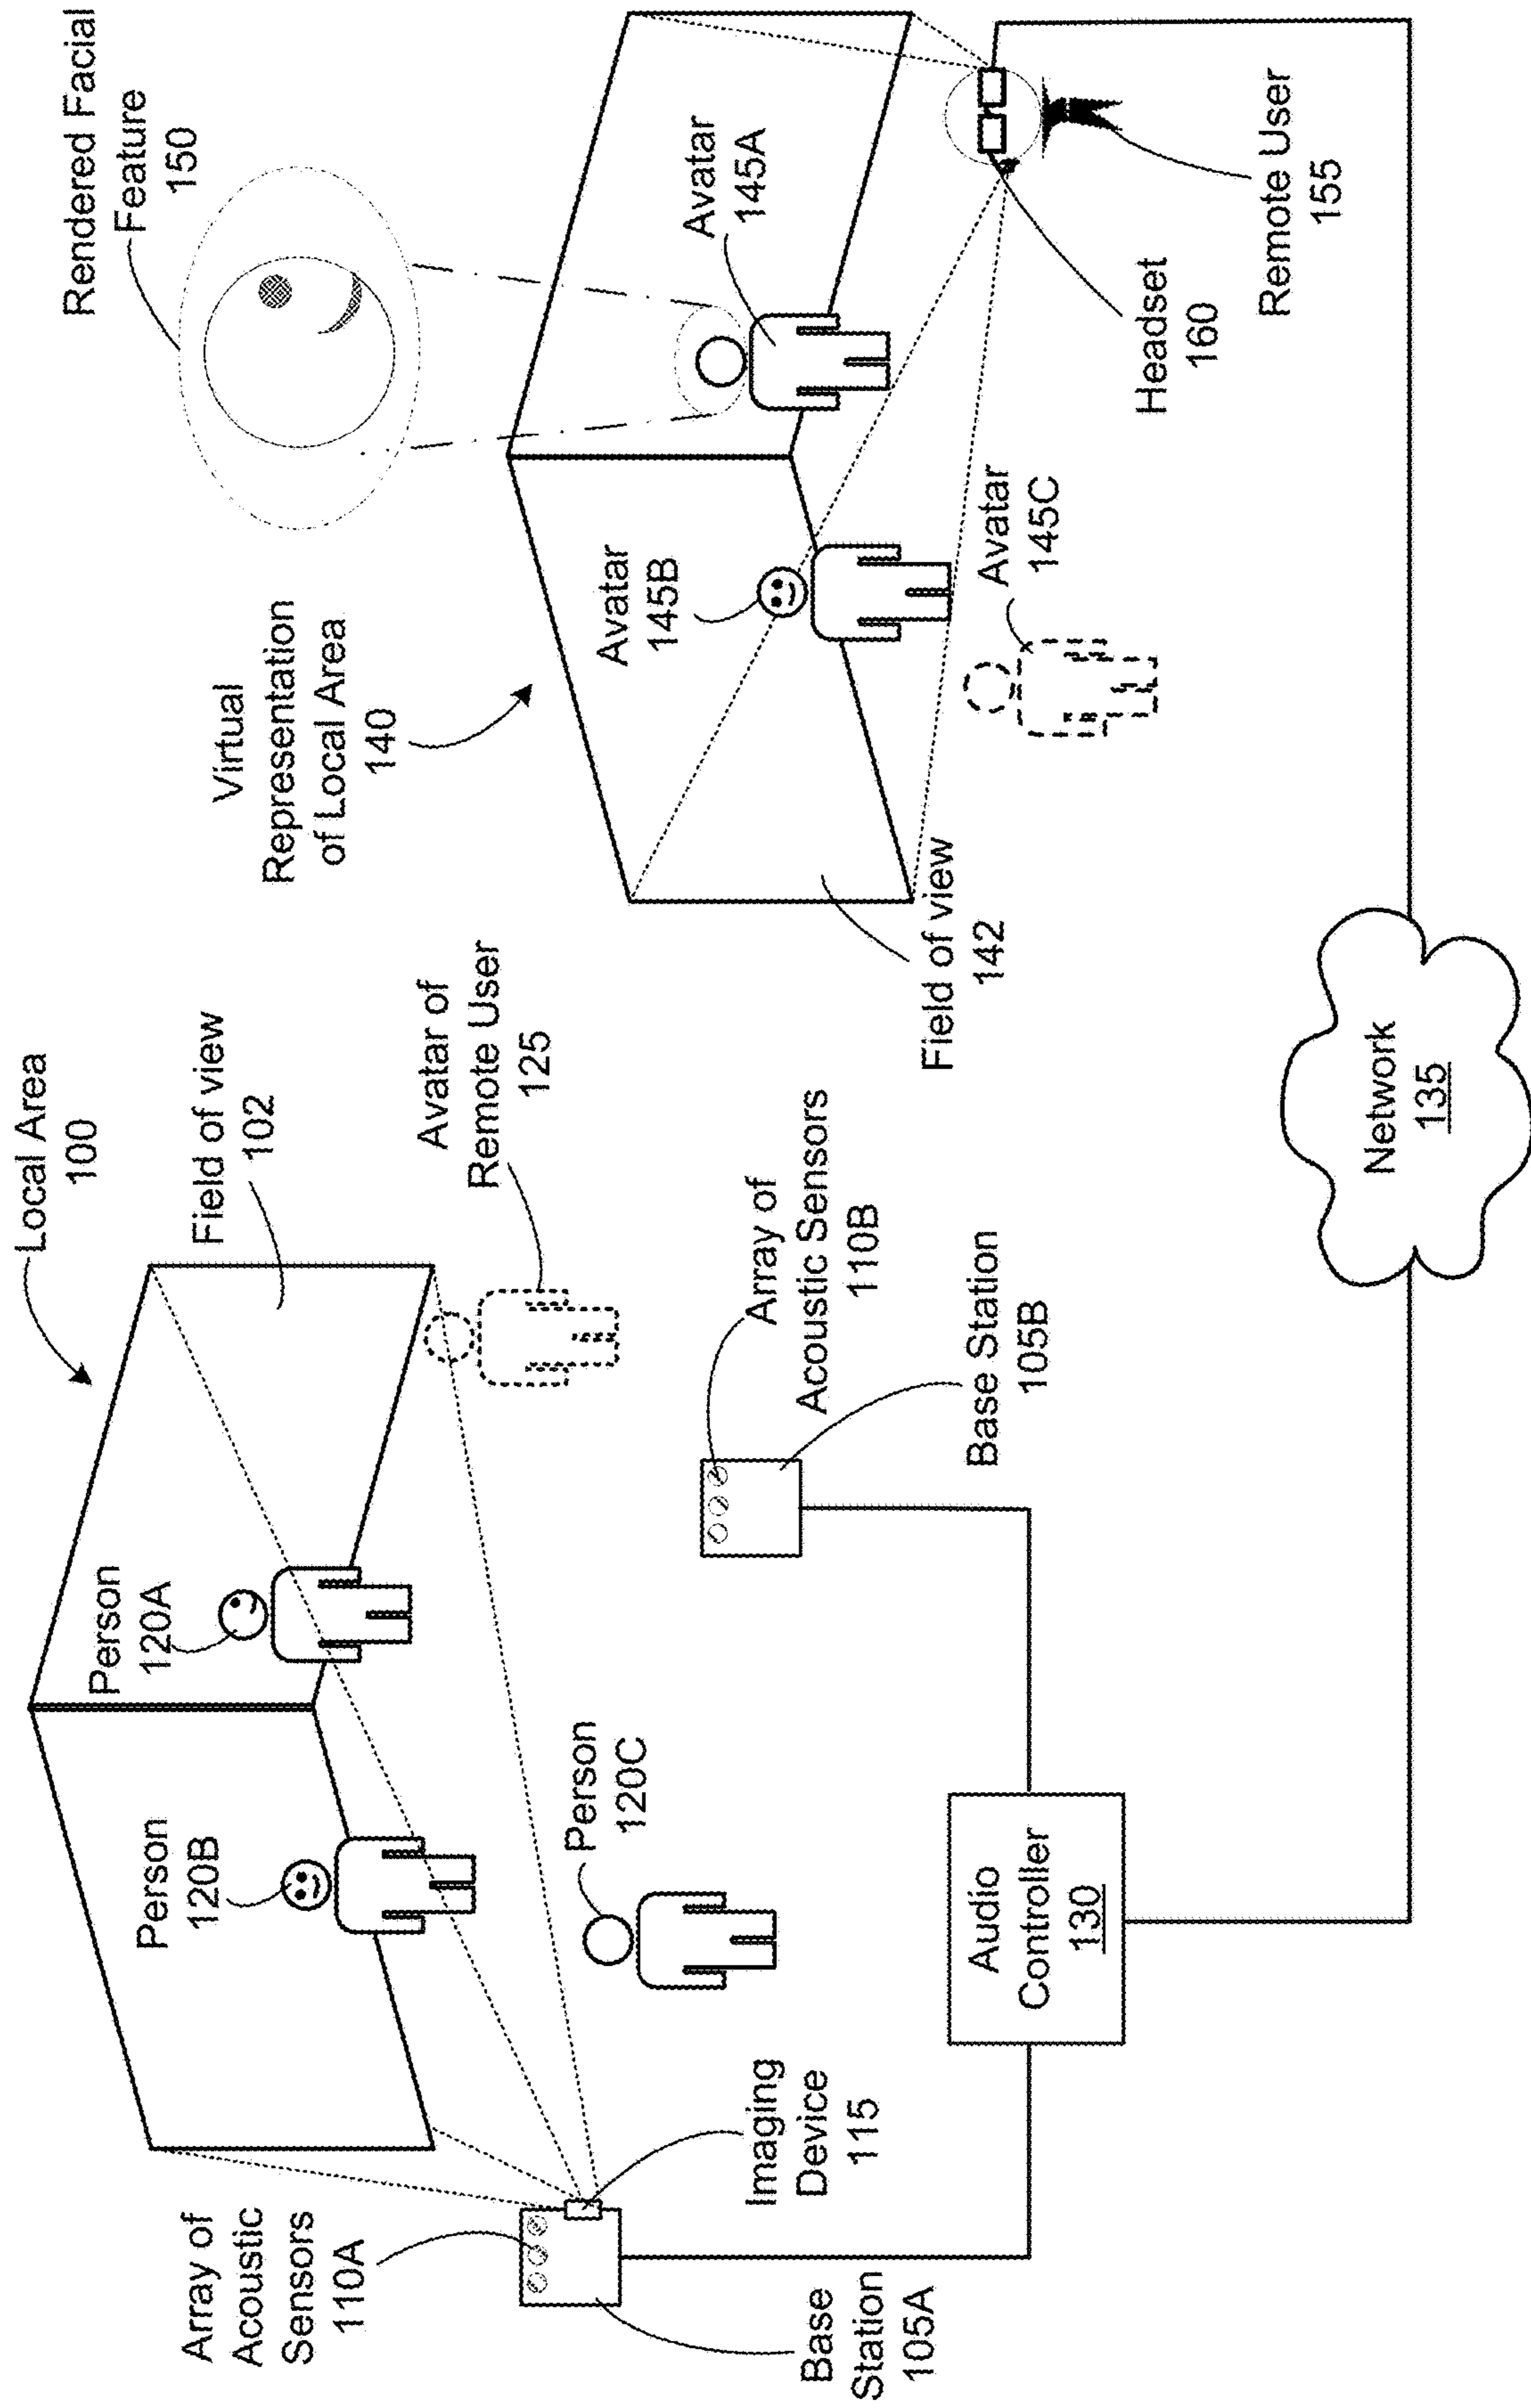 Local Area
100
Field of view
102
Person
120A
Person
120B
Avatar of
Remote User
125
Person
120C
Array of
Acoustic
Sensors
110A
Imaging
Device
115
Base
Station
105A
Array of
Acoustic Sensors
110B
Base Station
105B
Audio
Controller
130
Network
135
Rendered Facial
Feature
150
Virtual
Representation
of Local Area
140
Avatar
145A
Avatar
145B
Avatar
145C
Field of view
142
Headset
160
Remote User
155